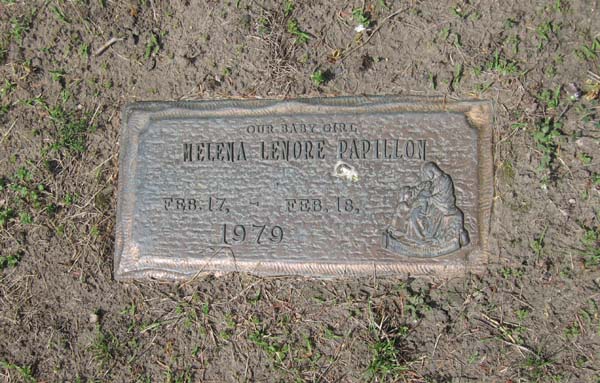 OUR BABY GIRL
HELENA LENORE PAPILLON
FEB. 17, - FEB. 18,
1979